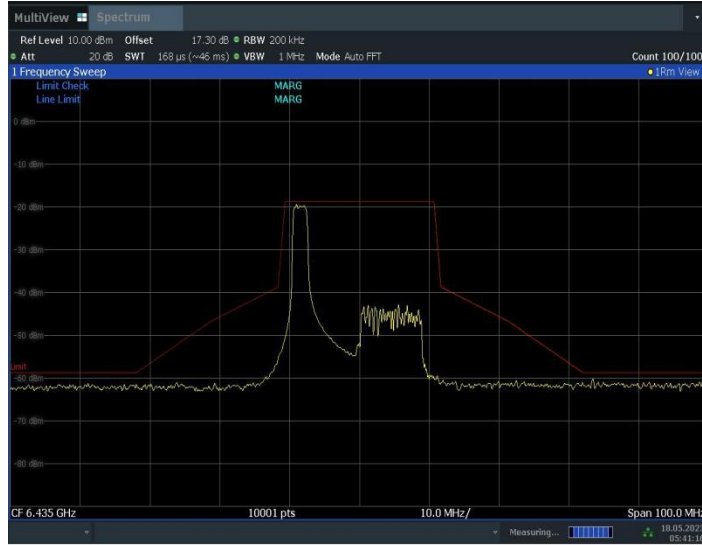 MultiView Spectrum
Ref Level 10.00 dBm Offset 17.30 dB RBW 200 kHz
Att 20 dB SWT 168 µs (~46 ms) VBW 1 MHz Mode Auto FFT Count 100/100
1 Frequency Sweep 1Rm View
Limit Check MARG
Line Limit MARG
0 dBm
-10 dBm
-20 dBm
-30 dBm
-40 dBm
-50 dBm
Limit
-60 dBm
-70 dBm
-80 dBm
CF 6.435 GHz 10001 pts 10.0 MHz/ Span 100.0 MHz
Measuring... 18.05.2023
05:41:16